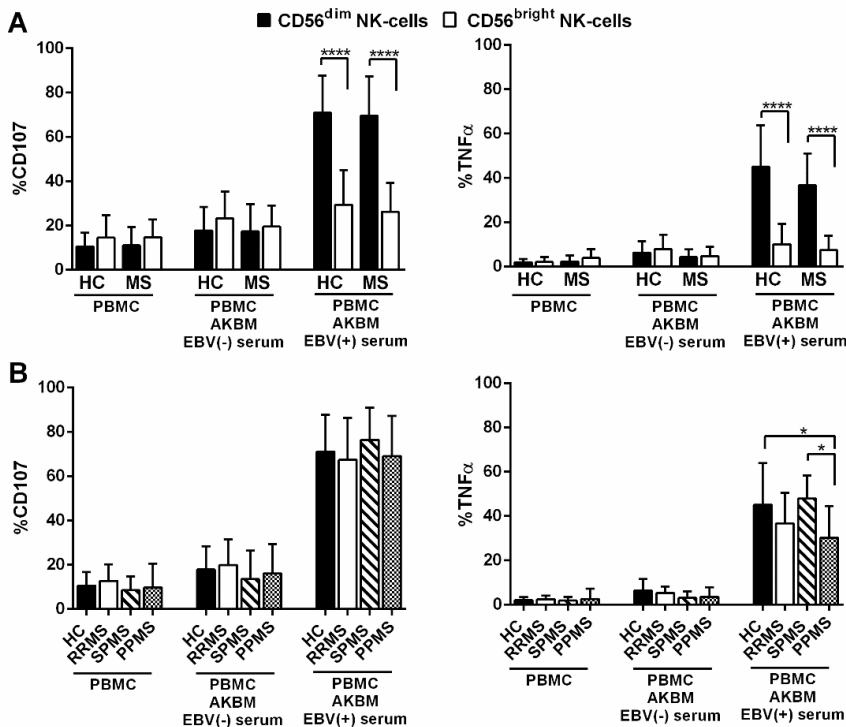 A
CD56dim NK-cells CD56bright NK-cells
%CD107
100
80
60
40
20
0
**** ****
HC MS HC MS HC MS
PBMC PBMC PBMC
AKBM AKBM
EBV(-) serum EBV(+) serum
%TNFα
100
80
60
40
20
0
****
****
HC MS HC MS HC MS
PBMC PBMC PBMC
AKBM AKBM
EBV(-) serum EBV(+) serum
B
%CD107
100
80
60
40
20
0
HC RRMS SPMS PPMS HC RRMS SPMS PPMS HC RRMS SPMS PPMS
PBMC PBMC PBMC
AKBM AKBM
EBV(-) serum EBV(+) serum
%TNFα
100
80
60
40
20
0
*
*
HC RRMS SPMS PPMS HC RRMS SPMS PPMS HC RRMS SPMS PPMS
PBMC PBMC PBMC
AKBM AKBM
EBV(-) serum EBV(+) serum